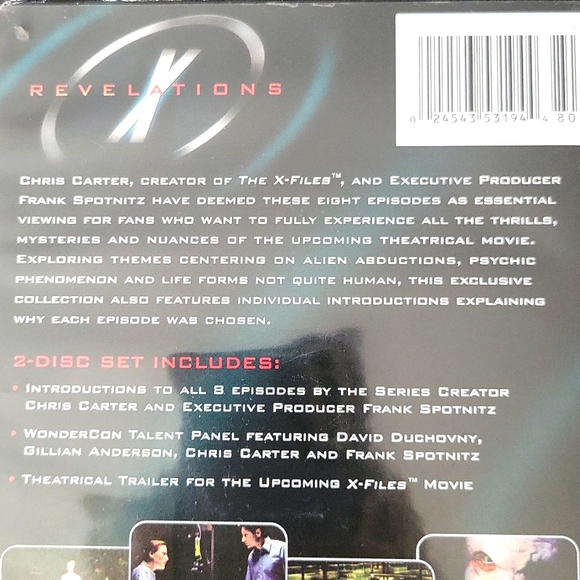 X
REVELATIONS
0 24543 53194 480
Chris Carter, creator of The X-Files™, and Executive Producer
Frank Spotnitz have deemed these eight episodes as essential
viewing for fans who want to fully experience all the thrills,
mysteries and nuances of the upcoming theatrical movie.
Exploring themes centering on alien abductions, psychic
phenomenon and life forms not quite human, this exclusive
collection also features individual introductions explaining
why each episode was chosen.
2-DISC SET INCLUDES:
• Introductions to all 8 episodes by the Series Creator
Chris Carter and Executive Producer Frank Spotnitz
• WonderCon Talent Panel featuring David Duchovny,
Gillian Anderson, Chris Carter and Frank Spotnitz
• Theatrical Trailer for the Upcoming X-Files™ Movie